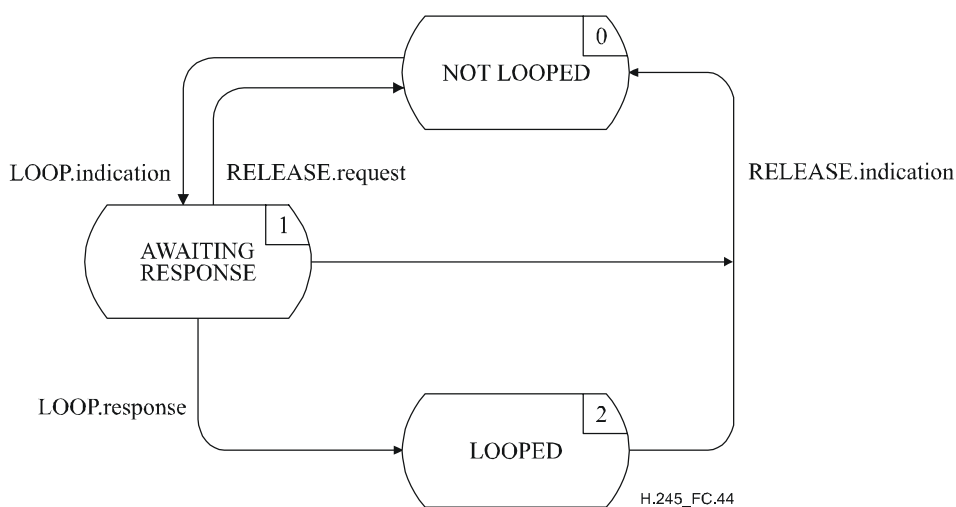 0
NOT LOOPED
LOOP.indication
RELEASE.request
RELEASE.indication
1
AWAITING
RESPONSE
LOOP.response
2
LOOPED
H.245_FC.44